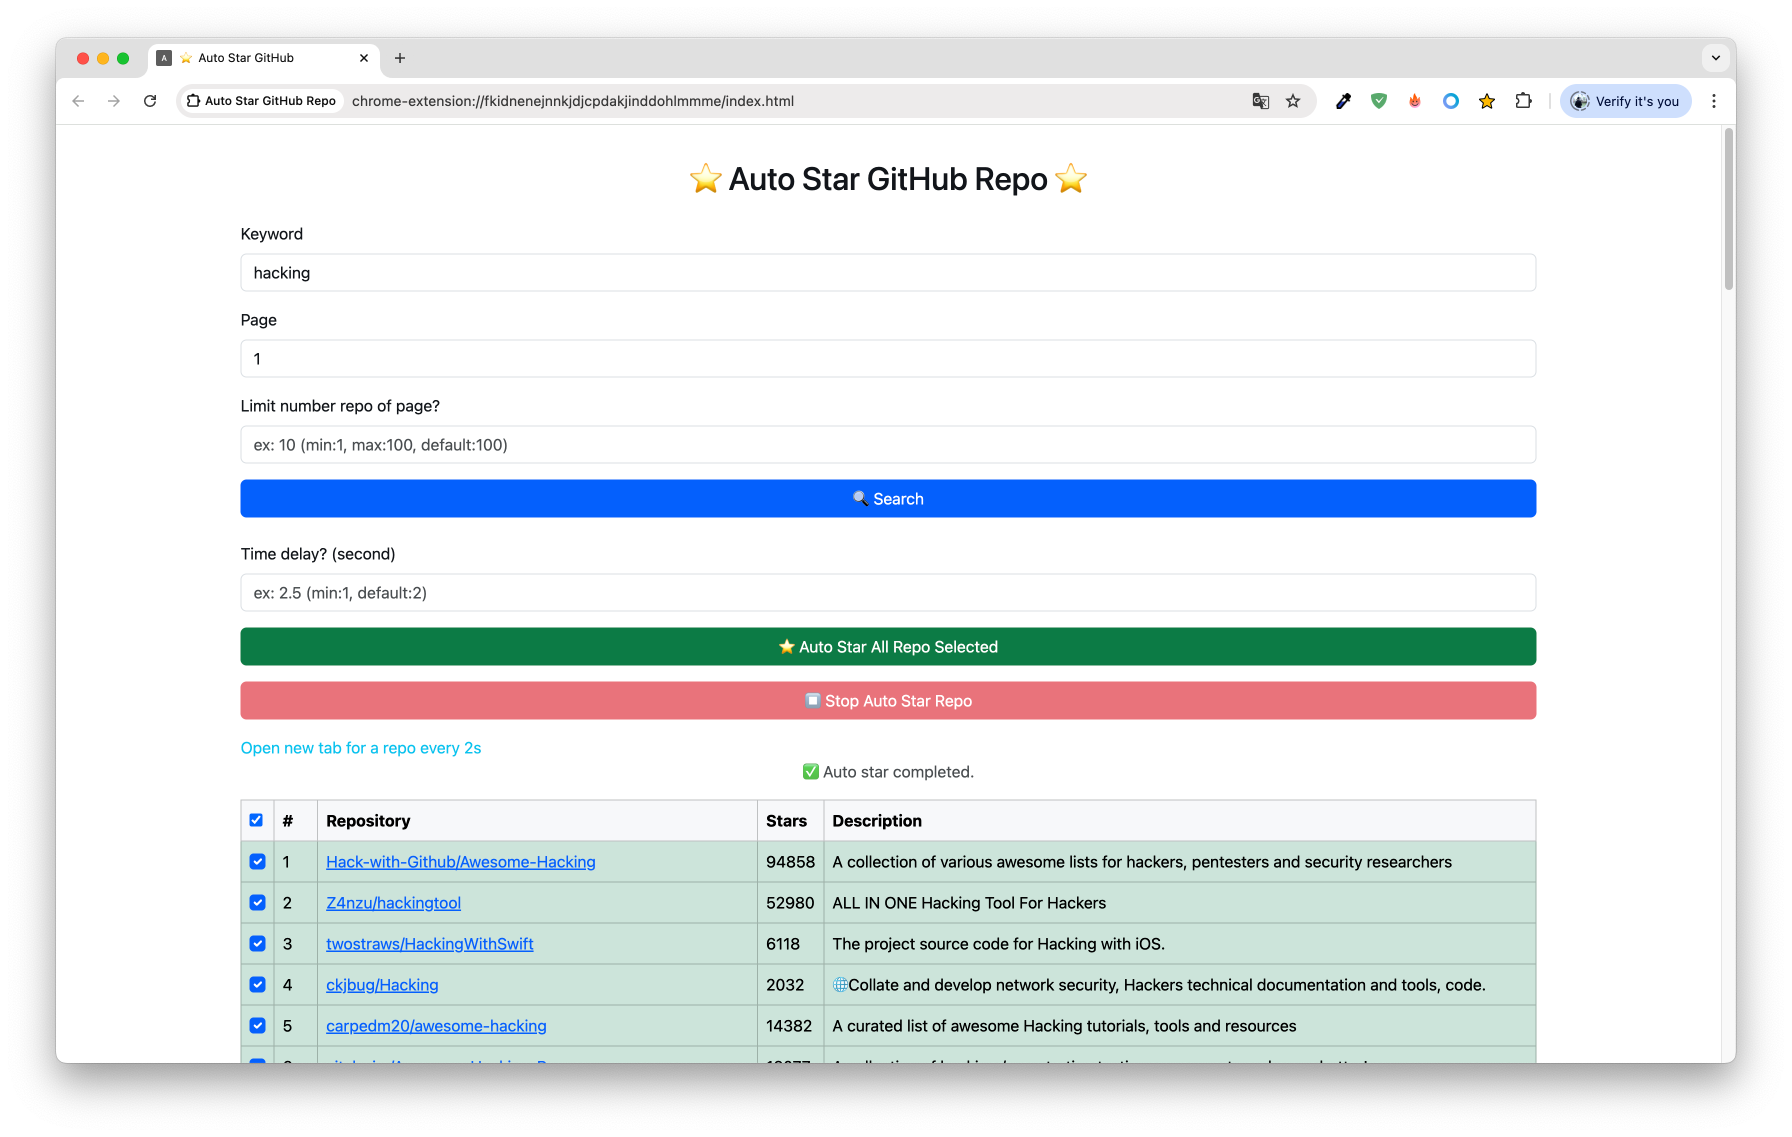 A ⭐ Auto Star GitHub
Auto Star GitHub Repo chrome-extension://fkidnenejnnkjdjcpdakjinddohlmmme/index.html Verify it's you
⭐ Auto Star GitHub Repo ⭐
Keyword
hacking
Page
1
Limit number repo of page?
ex: 10 (min:1, max:100, default:100)
🔍 Search
Time delay? (second)
ex: 2.5 (min:1, default:2)
⭐ Auto Star All Repo Selected
⏹️ Stop Auto Star Repo
Open new tab for a repo every 2s
✅ Auto star completed.
# Repository Stars Description
1 Hack-with-Github/Awesome-Hacking 94858 A collection of various awesome lists for hackers, pentesters and security researchers
2 Z4nzu/hackingtool 52980 ALL IN ONE Hacking Tool For Hackers
3 twostraws/HackingWithSwift 6118 The project source code for Hacking with iOS.
4 ckjbug/Hacking 2032 🌐Collate and develop network security, Hackers technical documentation and tools, code.
5 carpedm20/awesome-hacking 14382 A curated list of awesome Hacking tutorials, tools and resources